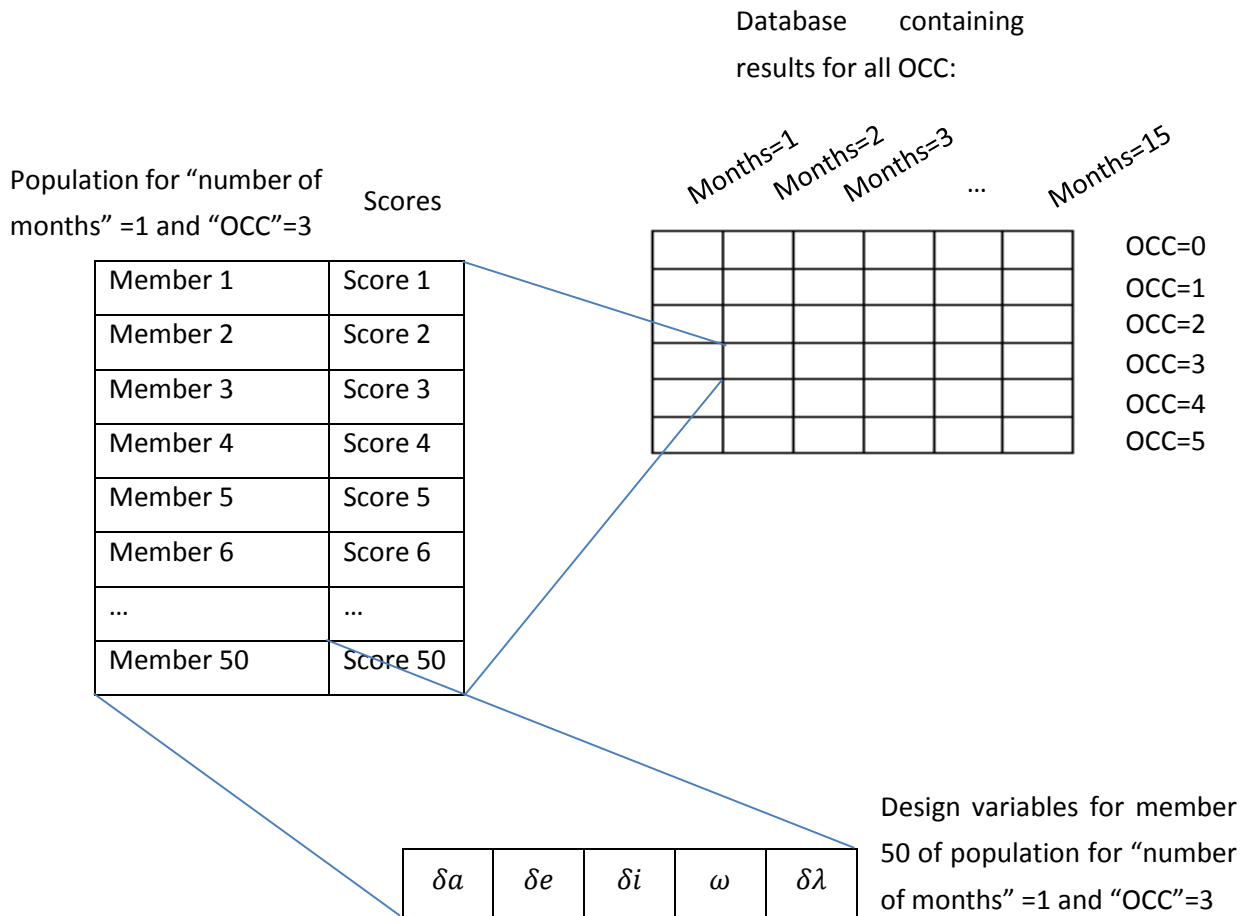 Database containing
results for all OCC:
Months=1 Months=2 Months=3 … Months=15
Population for “number of
months” =1 and “OCC”=3
Scores
OCC=0
OCC=1
OCC=2
OCC=3
OCC=4
OCC=5
Member 1 Score 1
Member 2 Score 2
Member 3 Score 3
Member 4 Score 4
Member 5 Score 5
Member 6 Score 6
… …
Member 50 Score 50
Design variables for member
50 of population for “number
of months” =1 and “OCC”=3
δa δe δi ω δλ